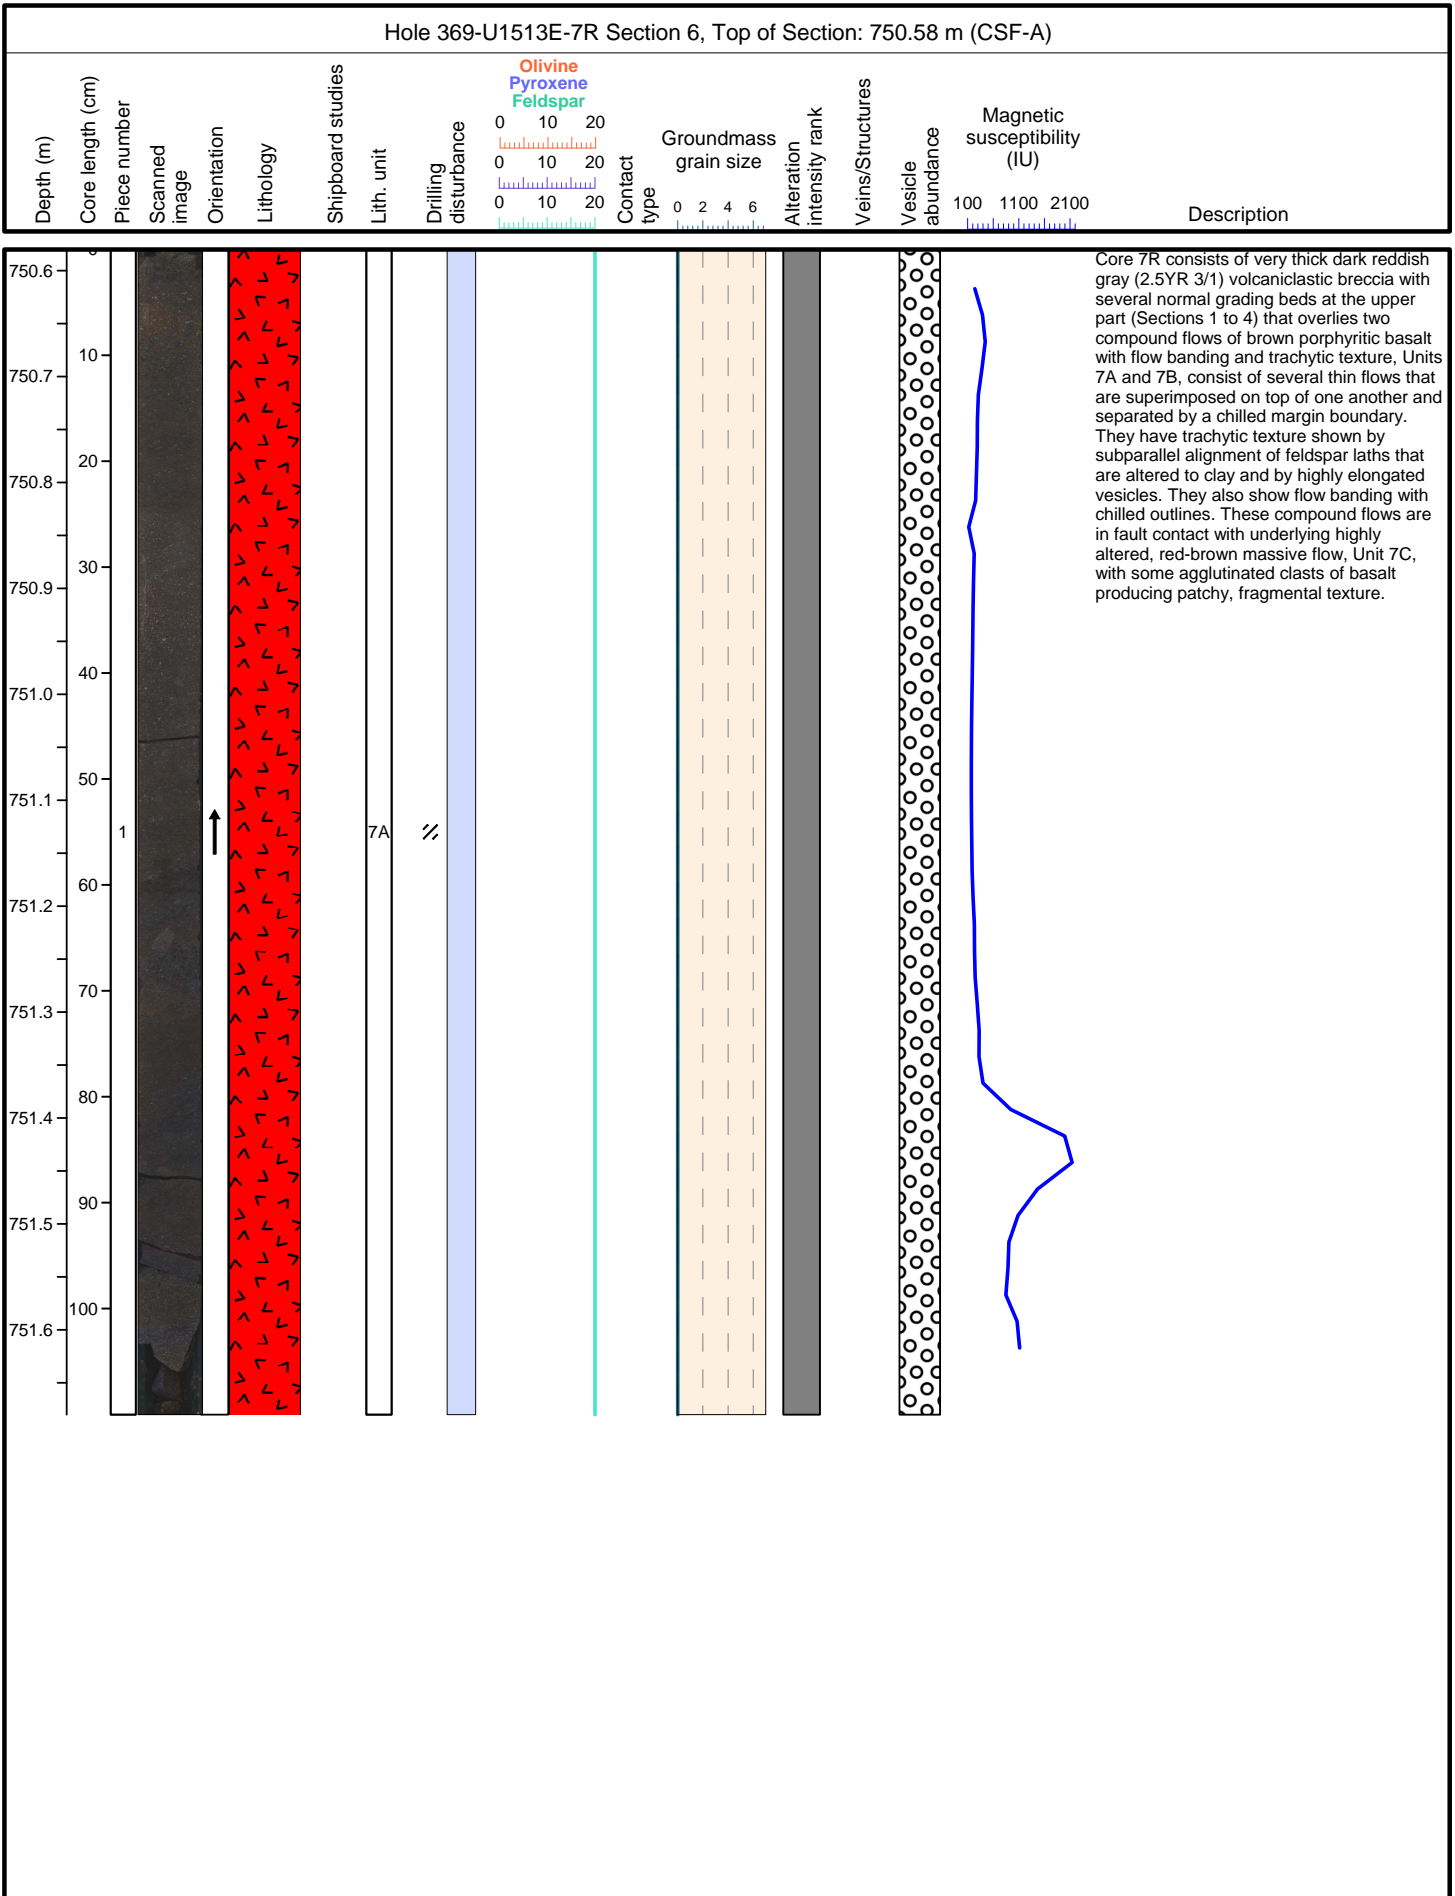 Hole 369-U1513E-7R Section 6, Top of Section: 750.58 m (CSF-A)
Depth (m)
Core length (cm)
Piece number
Scanned
image
Orientation
Lithology
Shipboard studies
Lith. unit
Drilling
disturbance
Olivine
Pyroxene
Feldspar
0 10 20
0 10 20
0 10 20
Contact
type
Groundmass
grain size
0 2 4 6
Alteration
intensity rank
Veins/Structures
Vesicle
abundance
Magnetic
susceptibility
(IU)
100 1100 2100
Description
750.6
750.7
750.8
750.9
751.0
751.1
751.2
751.3
751.4
751.5
751.6
10
20
30
40
50
60
70
80
90
100
1
7A
Core 7R consists of very thick dark reddish
gray (2.5YR 3/1) volcaniclastic breccia with
several normal grading beds at the upper
part (Sections 1 to 4) that overlies two
compound flows of brown porphyritic basalt
with flow banding and trachytic texture, Units
7A and 7B, consist of several thin flows that
are superimposed on top of one another and
separated by a chilled margin boundary.
They have trachytic texture shown by
subparallel alignment of feldspar laths that
are altered to clay and by highly elongated
vesicles. They also show flow banding with
chilled outlines. These compound flows are
in fault contact with underlying highly
altered, red-brown massive flow, Unit 7C,
with some agglutinated clasts of basalt
producing patchy, fragmental texture.